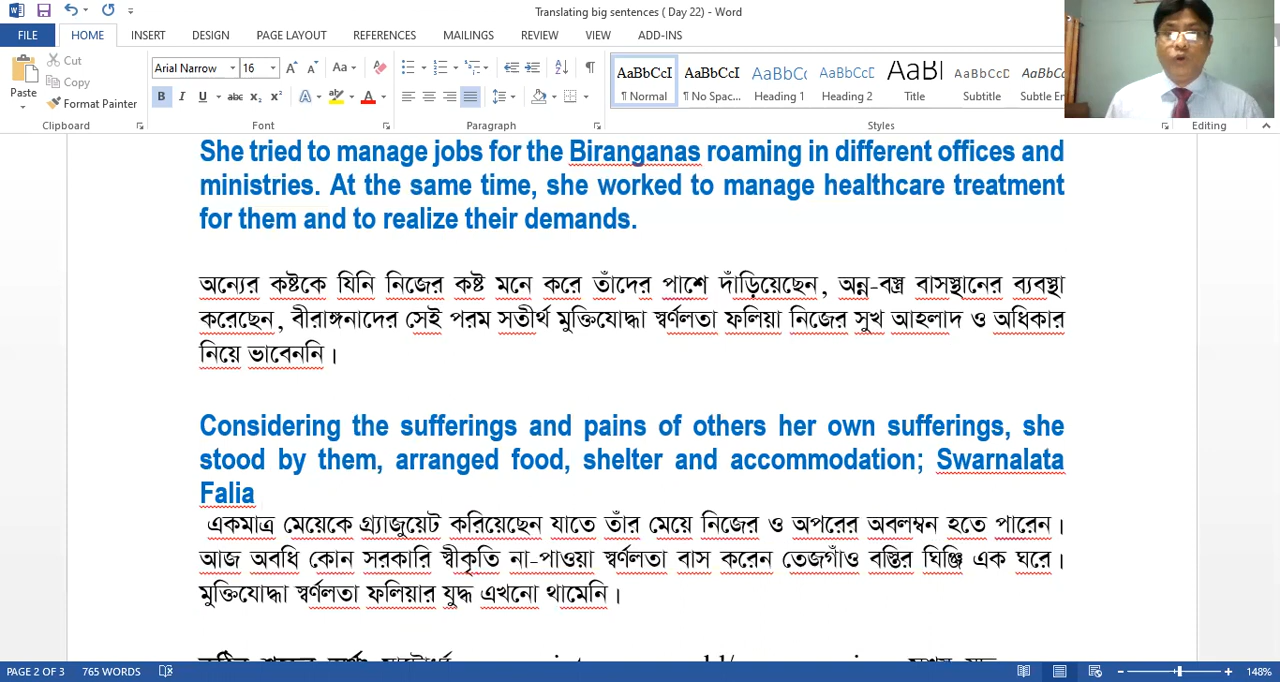 Translating big sentences ( Day 22) - Word
FILE HOME INSERT DESIGN PAGE LAYOUT REFERENCES MAILINGS REVIEW VIEW ADD-INS
Paste
Cut
Copy
Format Painter
Arial Narrow 16
AaBbCcI AaBbCcI AaBbCc AaBbCcD AaBl AaBbCcD AaBbCcD
¶ Normal ¶ No Spac... Heading 1 Heading 2 Title Subtitle Subtle Em
Clipboard Font Paragraph Styles Editing
She tried to manage jobs for the Biranganas roaming in different offices and
ministries. At the same time, she worked to manage healthcare treatment
for them and to realize their demands.
অন্যের কষ্টকে যিনি নিজের কষ্ট মনে করে তাঁদের পাশে দাঁড়িয়েছেন, অন্ন-বস্ত্র বাসস্থানের ব্যবস্থা
করেছেন, বীরাঙ্গনাদের সেই পরম সতীর্থ মুক্তিযোদ্ধা স্বর্ণলতা ফলিয়া নিজের সুখ আহলাদ ও অধিকার
নিয়ে ভাবেননি।
Considering the sufferings and pains of others her own sufferings, she
stood by them, arranged food, shelter and accommodation; Swarnalata
Falia
একমাত্র মেয়েকে গ্র্যাজুয়েট করিয়েছেন যাতে তাঁর মেয়ে নিজের ও অপরের অবলম্বন হতে পারেন।
আজ অবধি কোন সরকারি স্বীকৃতি না-পাওয়া স্বর্ণলতা বাস করেন তেজগাঁও বস্তির ঘিঞ্জি এক ঘরে।
মুক্তিযোদ্ধা স্বর্ণলতা ফলিয়ার যুদ্ধ এখনো থামেনি।
PAGE 2 OF 3 765 WORDS 148%